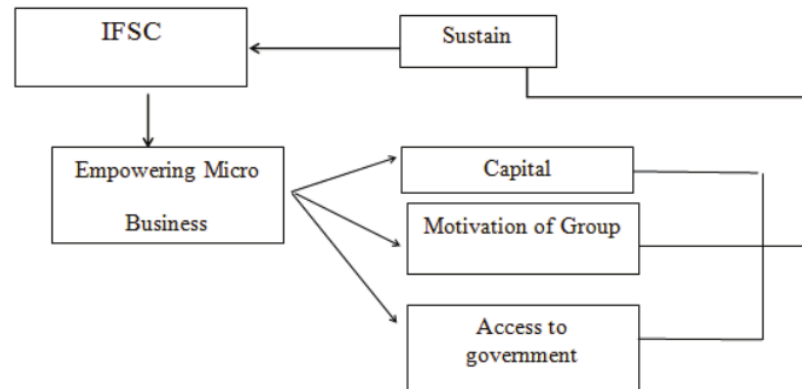 IFSC
Sustain
Empowering Micro
Business
Capital
Motivation of Group
Access to
government